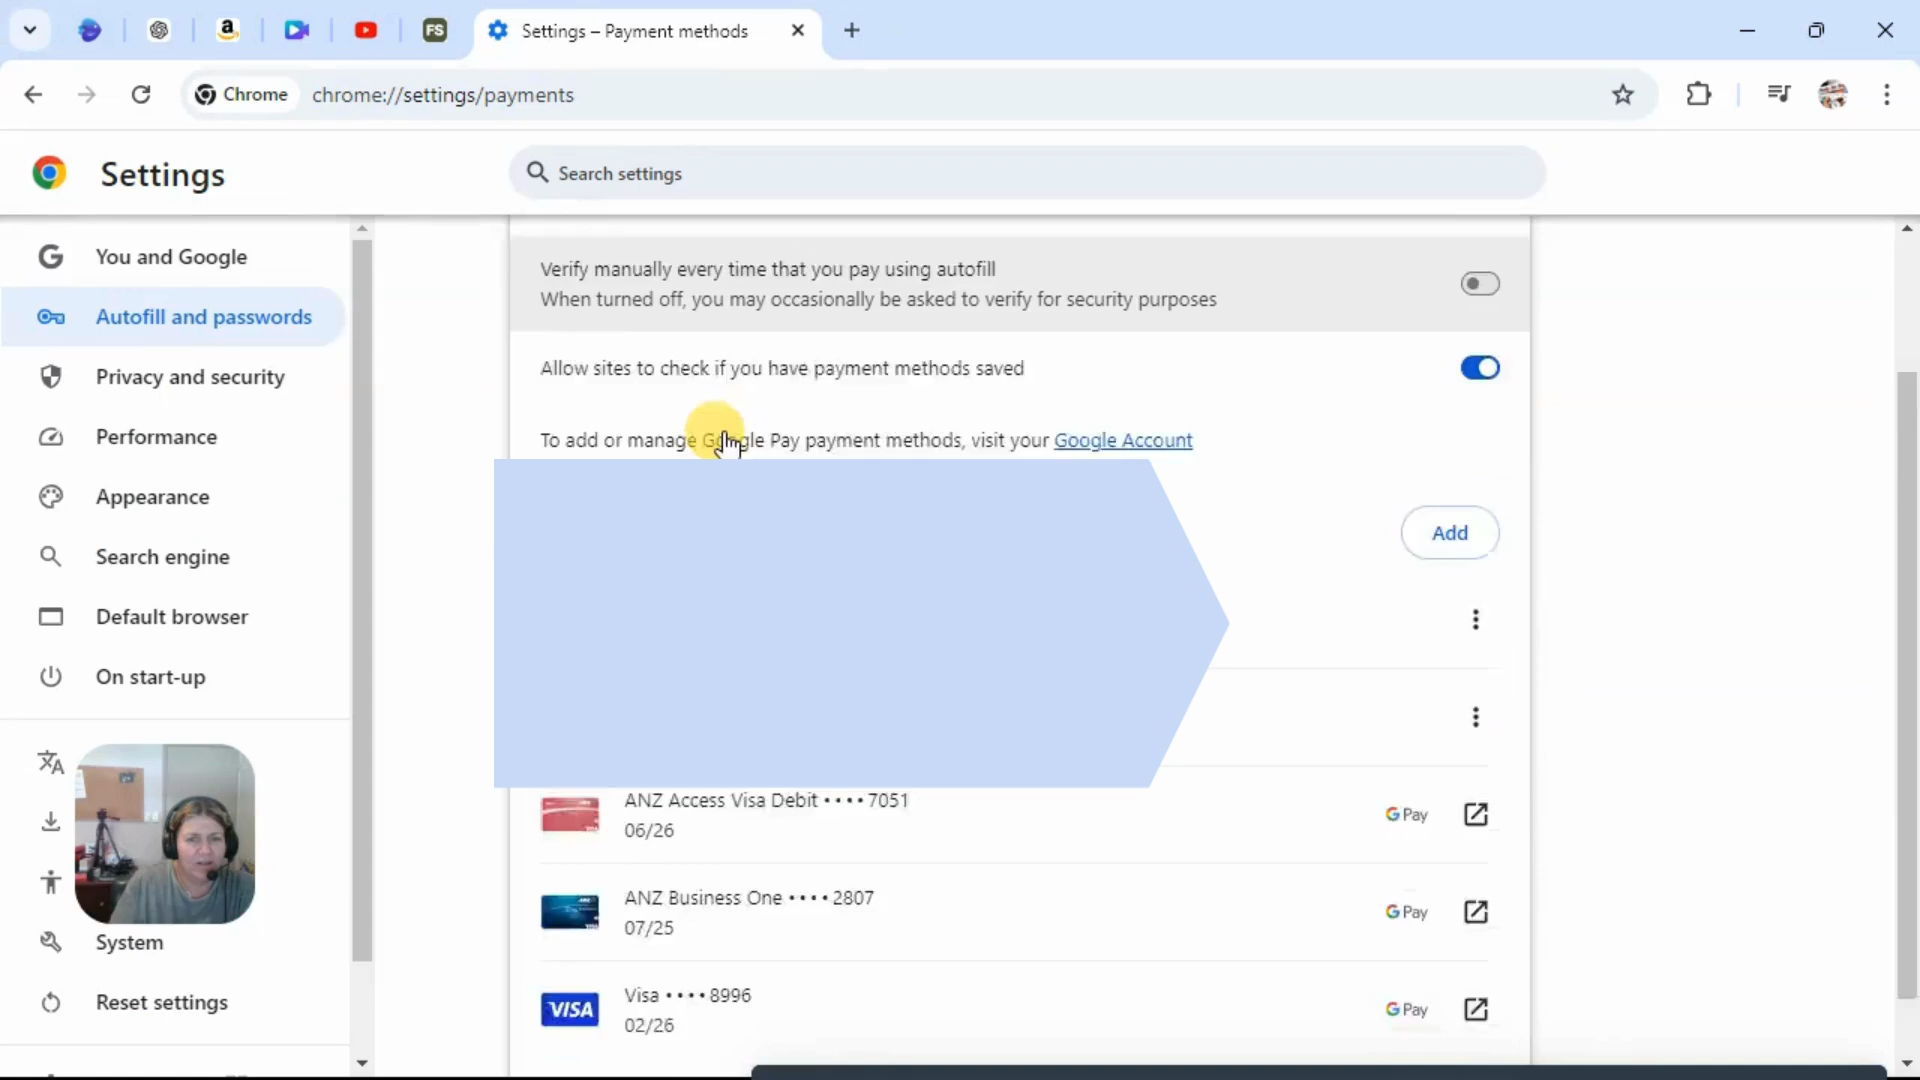 FS
Settings – Payment methods
Chrome
chrome://settings/payments
Settings
Search settings
You and Google
Autofill and passwords
Privacy and security
Performance
Appearance
Search engine
Default browser
On start-up
System
Reset settings
Verify manually every time that you pay using autofill
When turned off, you may occasionally be asked to verify for security purposes
Allow sites to check if you have payment methods saved
To add or manage Google Pay payment methods, visit your Google Account
Add
ANZ Access Visa Debit •••• 7051
06/26
G Pay
ANZ Business One •••• 2807
07/25
G Pay
VISA
Visa •••• 8996
02/26
G Pay